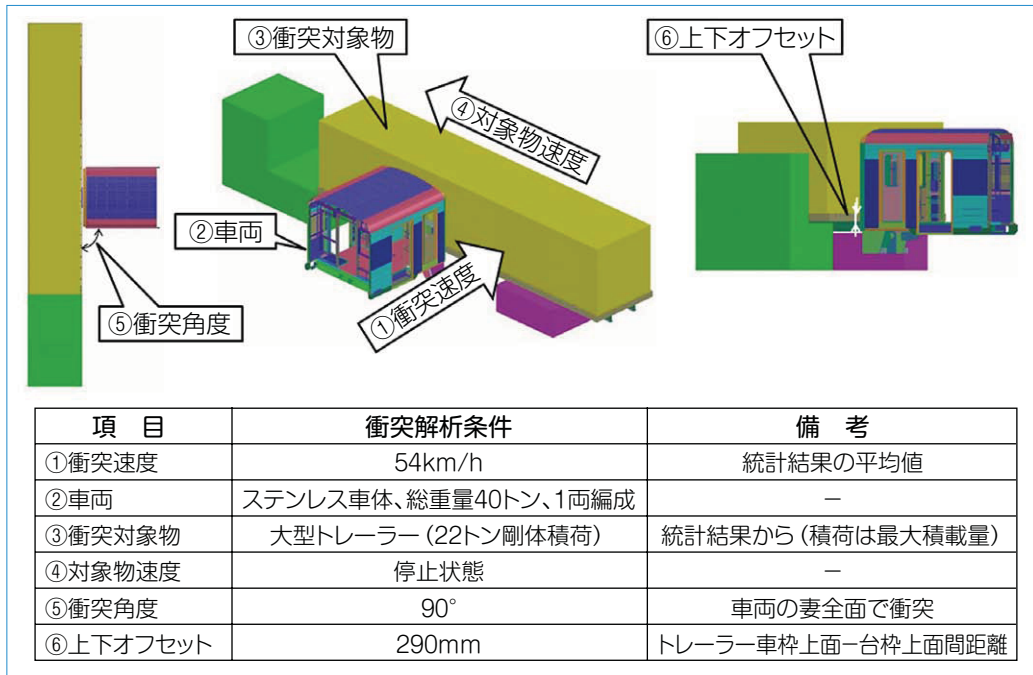 ③衝突対象物
⑥上下オフセット
④対象物速度
②車両
①衝突速度
⑤衝突角度
項 目 衝突解析条件 備 考
①衝突速度 54km/h 統計結果の平均値
②車両 ステンレス車体、総重量40トン、1両編成 −
③衝突対象物 大型トレーラー（22トン剛体積荷） 統計結果から（積荷は最大積載量）
④対象物速度 停止状態 −
⑤衝突角度 90° 車両の妻全面で衝突
⑥上下オフセット 290mm トレーラー車枠上面−台枠上面間距離